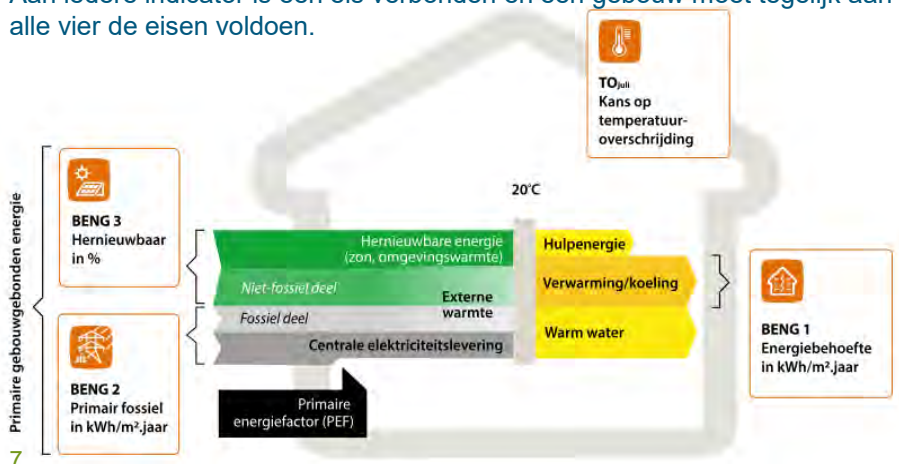 alle vier de eisen voldoen.
TOjuli
Kans op
temperatuur-
overschrijding
Primaire gebouwgebonden energie
BENG 3
Hernieuwbaar
in %
20°C
Hernieuwbare energie
(zon, omgevingswarmte)
Niet-fossiel deel
Externe
warmte
Fossiel deel
Centrale elektriciteitslevering
Hulpenergie
Verwarming/koeling
Warm water
BENG 1
Energiebehoefte
in kWh/m².jaar
BENG 2
Primair fossiel
in kWh/m².jaar
Primaire
energiefactor (PEF)
7